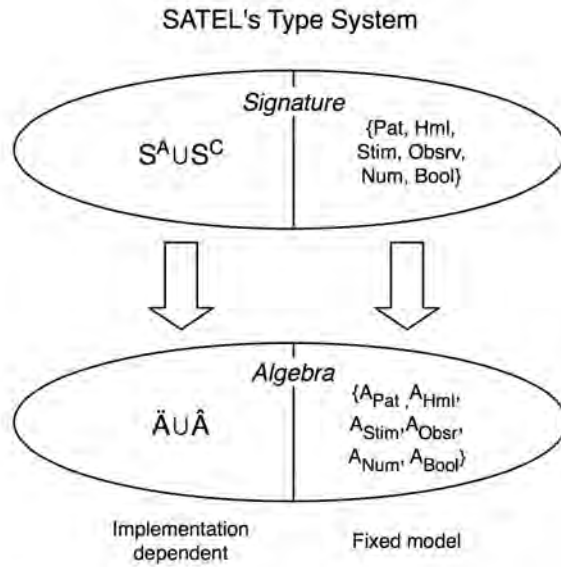 SATEL's Type System
Signature
S^A∪S^C
{Pat, Hml,
Stim, Obsrv,
Num, Bool}
Algebra
Ä∪Â
{A_Pat ,A_Hml,
A_Stim,A_Obsr,
A_Num, A_Bool}
Implementation
dependent
Fixed model